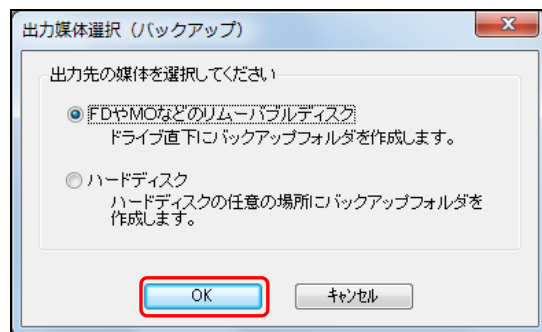 出力媒体選択（バックアップ）
出力先の媒体を選択してください
FDやMOなどのリムーバブルディスク
ドライブ直下にバックアップフォルダを作成します。
ハードディスク
ハードディスクの任意の場所にバックアップフォルダを
作成します。
OK
キャンセル